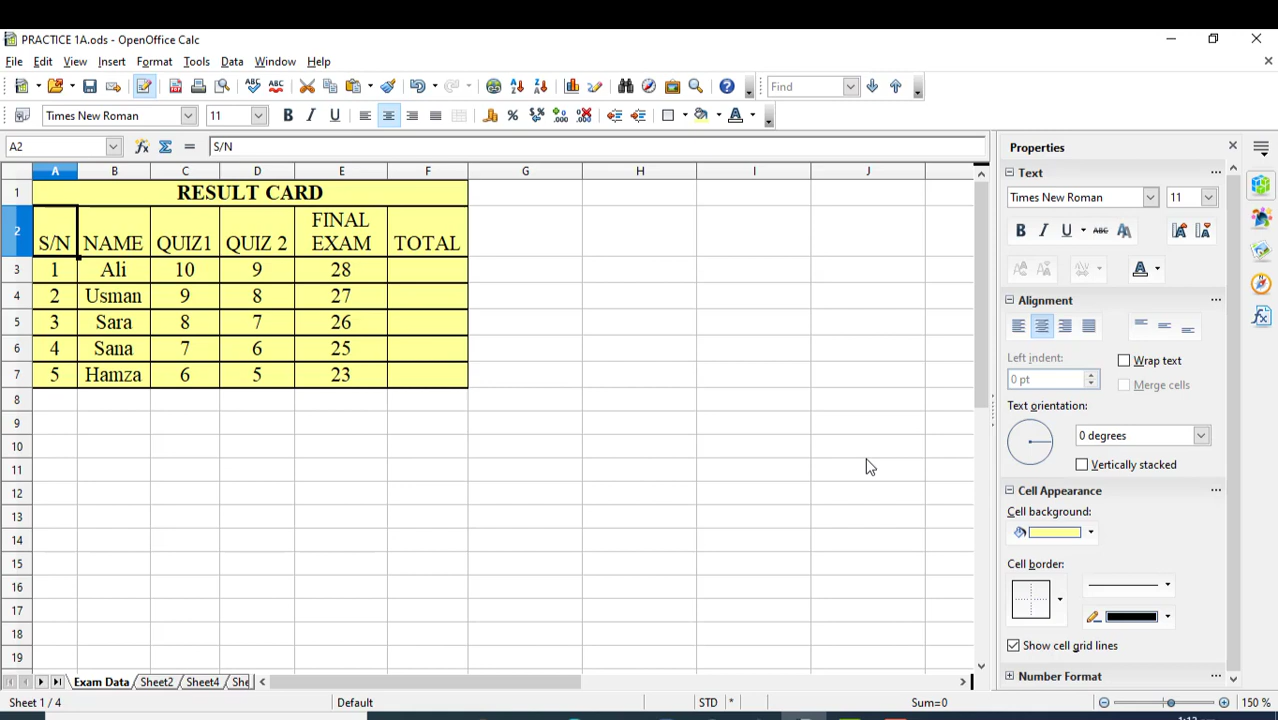 PRACTICE 1A.ods - OpenOffice Calc
File Edit View Insert Format Tools Data Window Help
Find
Times New Roman 11
A2 S/N
A B C D E F G H I J
1 RESULT CARD
2 S/N NAME QUIZ1 QUIZ 2 FINAL EXAM TOTAL
3 1 Ali 10 9 28
4 2 Usman 9 8 27
5 3 Sara 8 7 26
6 4 Sana 7 6 25
7 5 Hamza 6 5 23
8
9
10
11
12
13
14
15
16
17
18
19
Exam Data Sheet2 Sheet4 She
Sheet 1 / 4 Default STD * Sum=0 150 %
Properties
Text
Times New Roman 11
Alignment
Left indent:
Wrap text
0 pt
Merge cells
Text orientation:
0 degrees
Vertically stacked
Cell Appearance
Cell background:
Cell border:
Show cell grid lines
Number Format